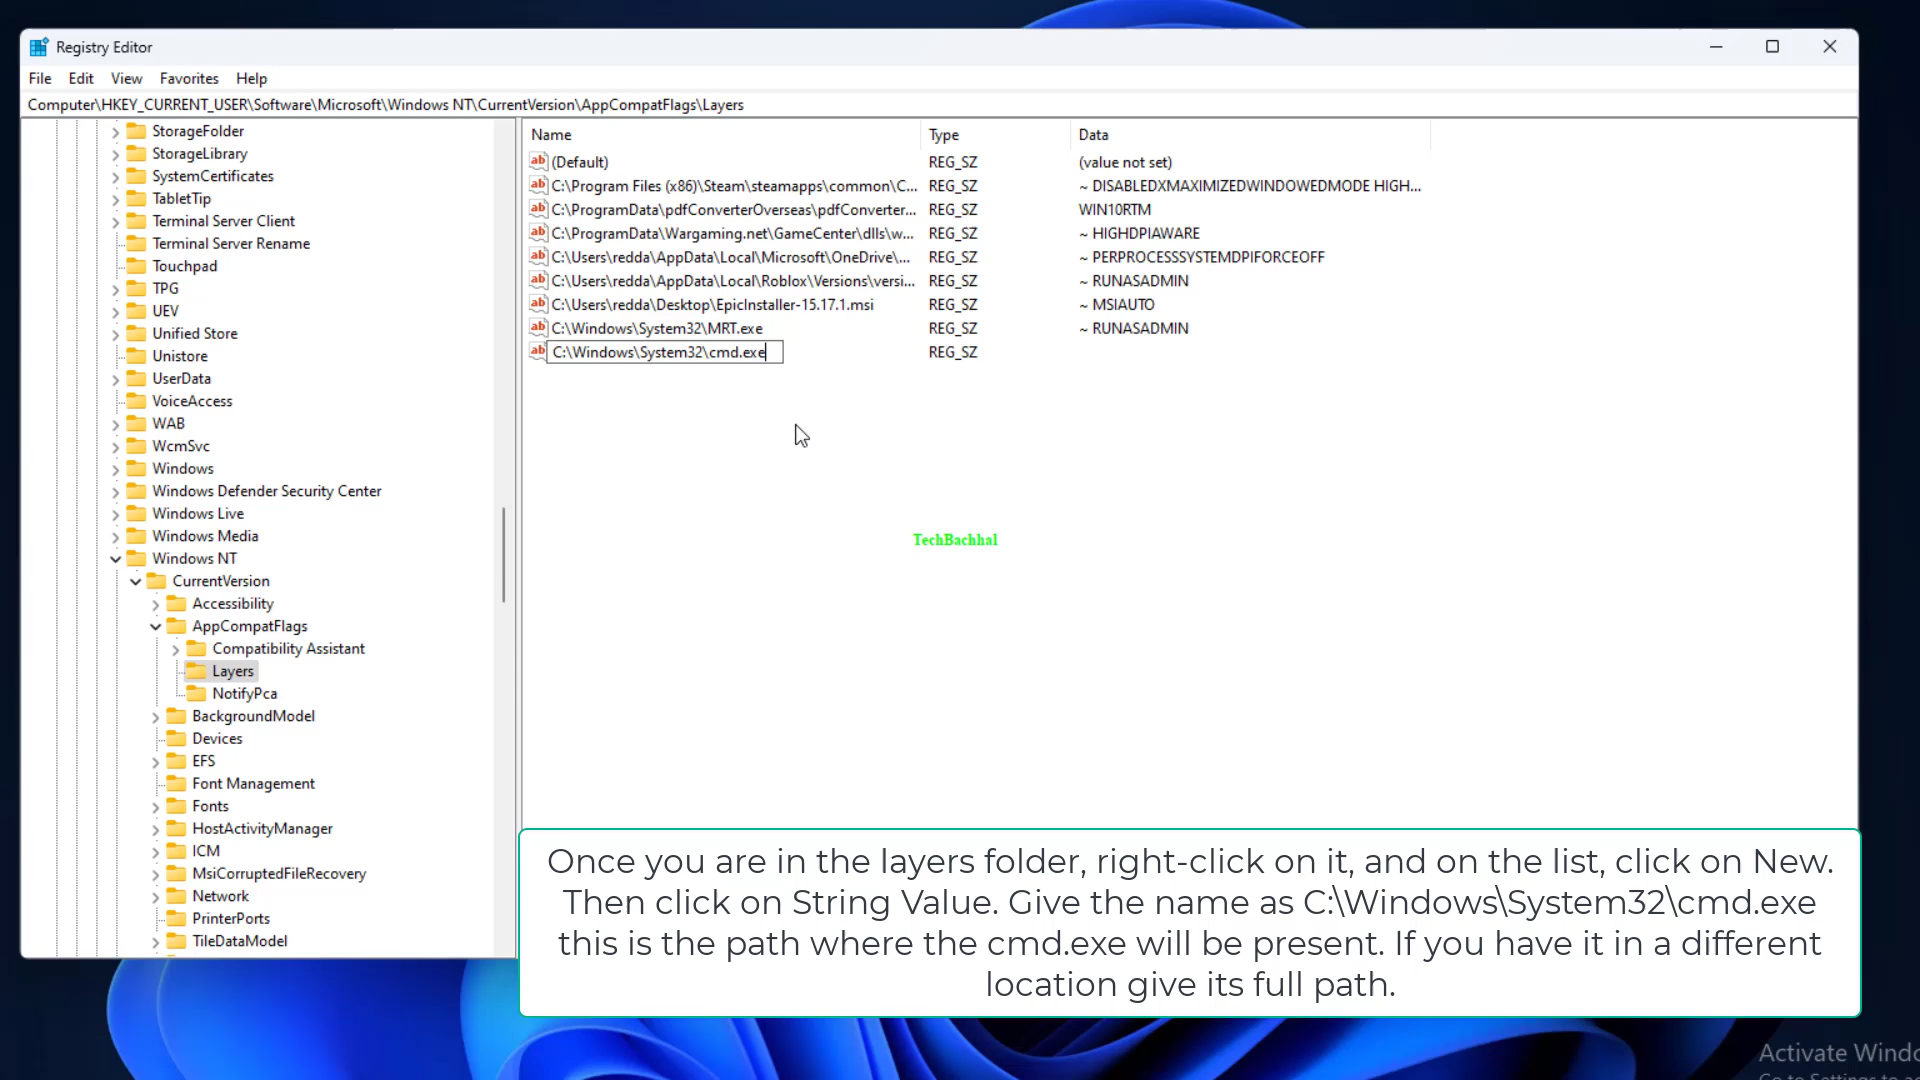 Registry Editor
File Edit View Favorites Help
Computer\HKEY_CURRENT_USER\Software\Microsoft\Windows NT\CurrentVersion\AppCompatFlags\Layers
StorageFolder
StorageLibrary
SystemCertificates
TabletTip
Terminal Server Client
Terminal Server Rename
Touchpad
TPG
UEV
Unified Store
Unistore
UserData
VoiceAccess
WAB
WcmSvc
Windows
Windows Defender Security Center
Windows Live
Windows Media
Windows NT
CurrentVersion
Accessibility
AppCompatFlags
Compatibility Assistant
Layers
NotifyPca
BackgroundModel
Devices
EFS
Font Management
Fonts
HostActivityManager
ICM
MsiCorruptedFileRecovery
Network
PrinterPorts
TileDataModel
Name Type Data
ab (Default) REG_SZ (value not set)
ab C:\Program Files (x86)\Steam\steamapps\common\C... REG_SZ ~ DISABLEDXMAXIMIZEDWINDOWEDMODE HIGH...
ab C:\ProgramData\pdfConverterOverseas\pdfConverter... REG_SZ WIN10RTM
ab C:\ProgramData\Wargaming.net\GameCenter\dlls\w... REG_SZ ~ HIGHDPIAWARE
ab C:\Users\redda\AppData\Local\Microsoft\OneDrive\... REG_SZ ~ PERPROCESSSYSTEMDPIFORCEOFF
ab C:\Users\redda\AppData\Local\Roblox\Versions\versi... REG_SZ ~ RUNASADMIN
ab C:\Users\redda\Desktop\EpicInstaller-15.17.1.msi REG_SZ ~ MSIAUTO
ab C:\Windows\System32\MRT.exe REG_SZ ~ RUNASADMIN
ab C:\Windows\System32\cmd.exe REG_SZ
TechBachhal
Once you are in the layers folder, right-click on it, and on the list, click on New.
Then click on String Value. Give the name as C:\Windows\System32\cmd.exe
this is the path where the cmd.exe will be present. If you have it in a different
location give its full path.
Activate Windo